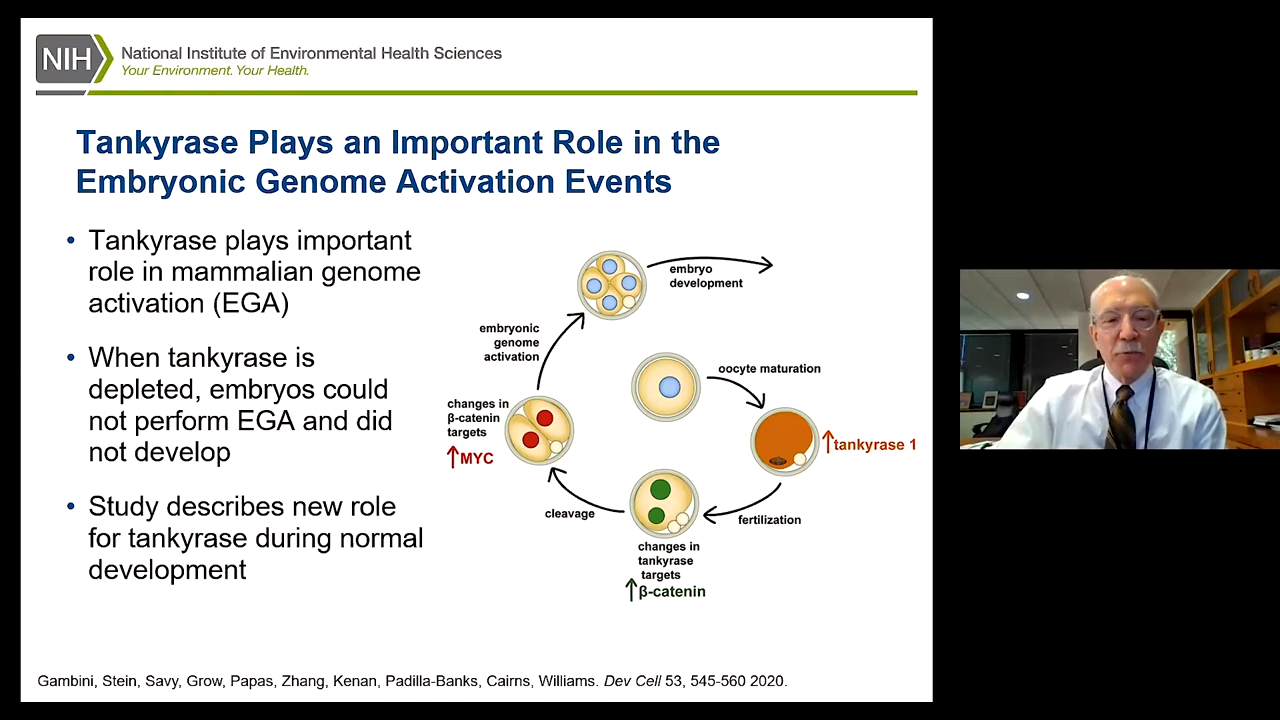 NIH
National Institute of Environmental Health Sciences
Your Environment. Your Health.
Tankyrase Plays an Important Role in the
Embryonic Genome Activation Events
• Tankyrase plays important
role in mammalian genome
activation (EGA)
• When tankyrase is
depleted, embryos could
not perform EGA and did
not develop
• Study describes new role
for tankyrase during normal
development
embryo
development
embryonic
genome
activation
oocyte maturation
changes in
β-catenin
targets
↑MYC
↑tankyrase 1
cleavage
fertilization
changes in
tankyrase
targets
↑β-catenin
Gambini, Stein, Savy, Grow, Papas, Zhang, Kenan, Padilla-Banks, Cairns, Williams. Dev Cell 53, 545-560 2020.